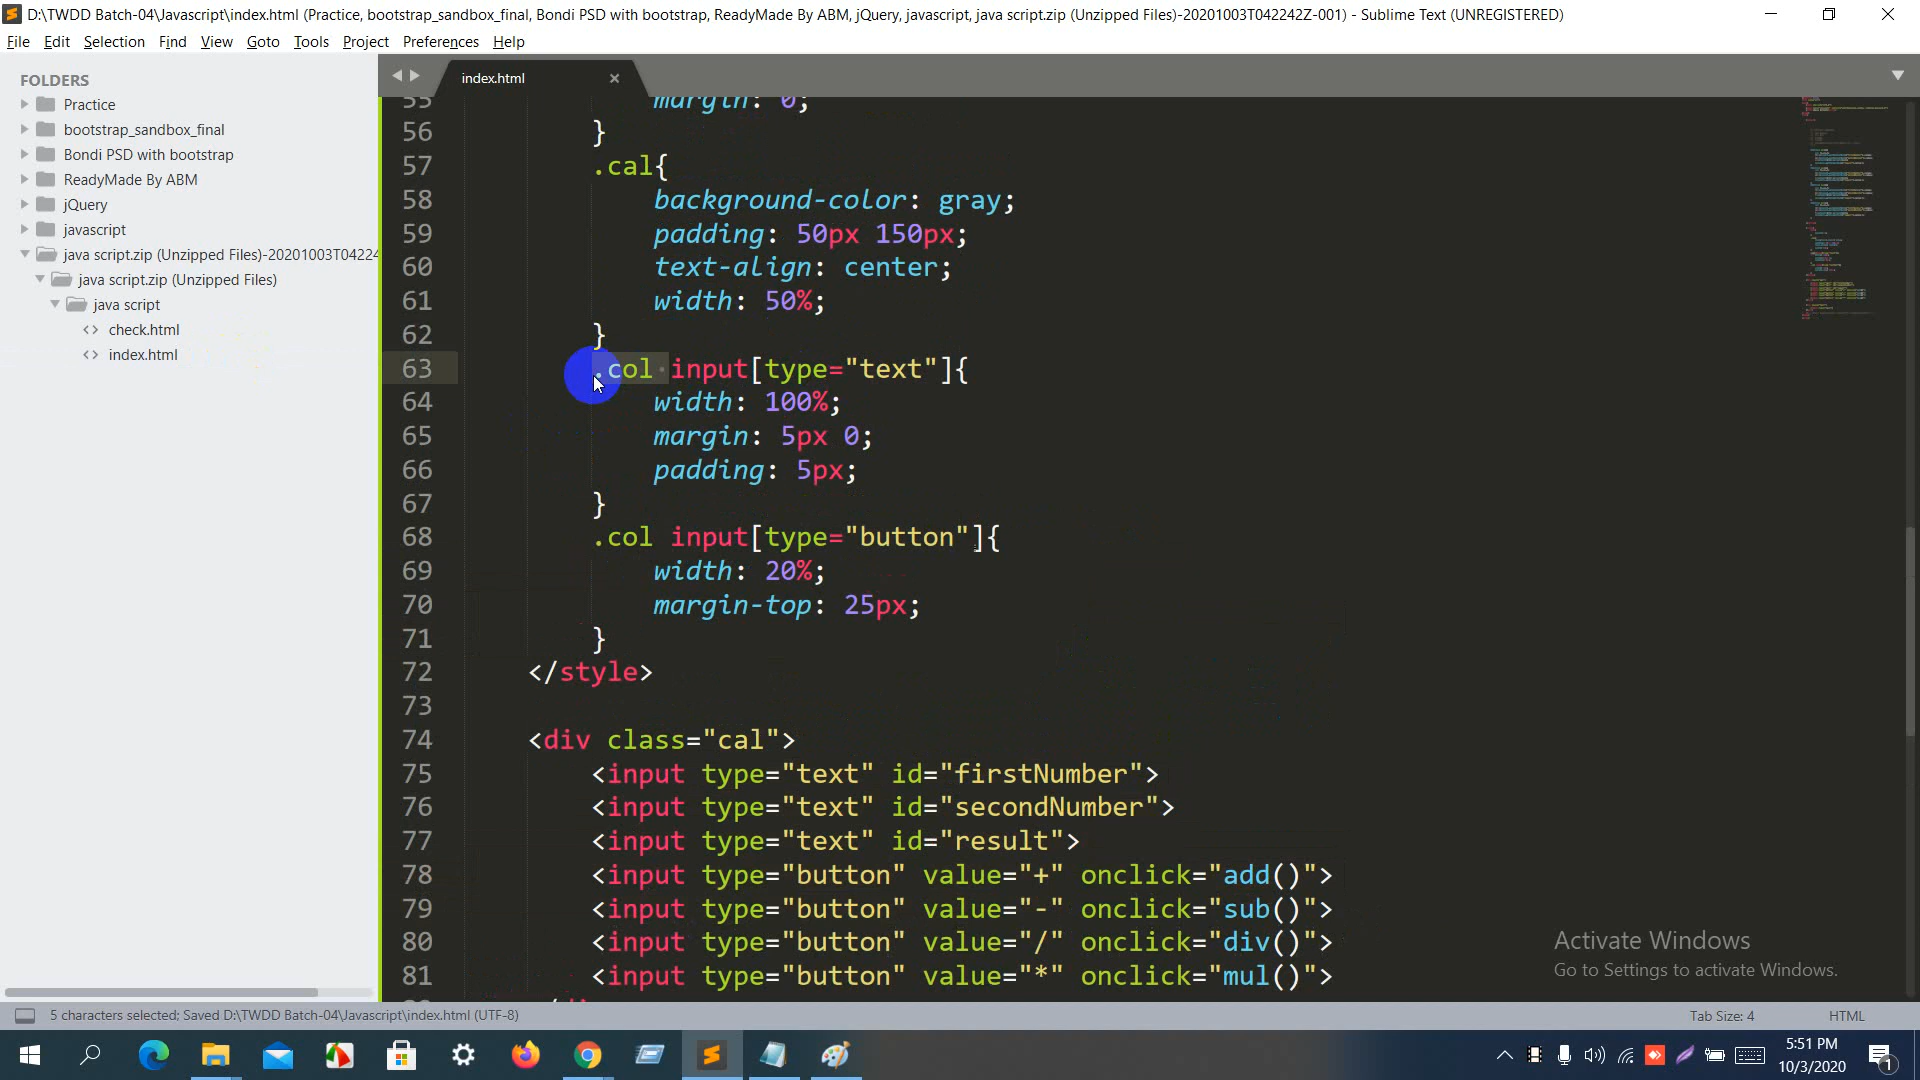 D:\TWDD Batch-04\Javascript\index.html (Practice, bootstrap_sandbox_final, Bondi PSD with bootstrap, ReadyMade By ABM, jQuery, javascript, java script.zip (Unzipped Files)-20201003T042242Z-001) - Sublime Text (UNREGISTERED)
File Edit Selection Find View Goto Tools Project Preferences Help
FOLDERS
Practice
bootstrap_sandbox_final
Bondi PSD with bootstrap
ReadyMade By ABM
jQuery
javascript
java script.zip (Unzipped Files)-20201003T04224
java script.zip (Unzipped Files)
java script
<> check.html
<> index.html
index.html
55 margin: 0;
56 }
57 .cal{
58 background-color: gray;
59 padding: 50px 150px;
60 text-align: center;
61 width: 50%;
62 }
63 .col input[type="text"]{
64 width: 100%;
65 margin: 5px 0;
66 padding: 5px;
67 }
68 .col input[type="button"]{
69 width: 20%;
70 margin-top: 25px;
71 }
72 </style>
73
74 <div class="cal">
75 <input type="text" id="firstNumber">
76 <input type="text" id="secondNumber">
77 <input type="text" id="result">
78 <input type="button" value="+" onclick="add()">
79 <input type="button" value="-" onclick="sub()">
80 <input type="button" value="/" onclick="div()">
81 <input type="button" value="*" onclick="mul()">
Activate Windows
Go to Settings to activate Windows.
5 characters selected; Saved D:\TWDD Batch-04\Javascript\index.html (UTF-8)
Tab Size: 4
HTML
5:51 PM
10/3/2020
1